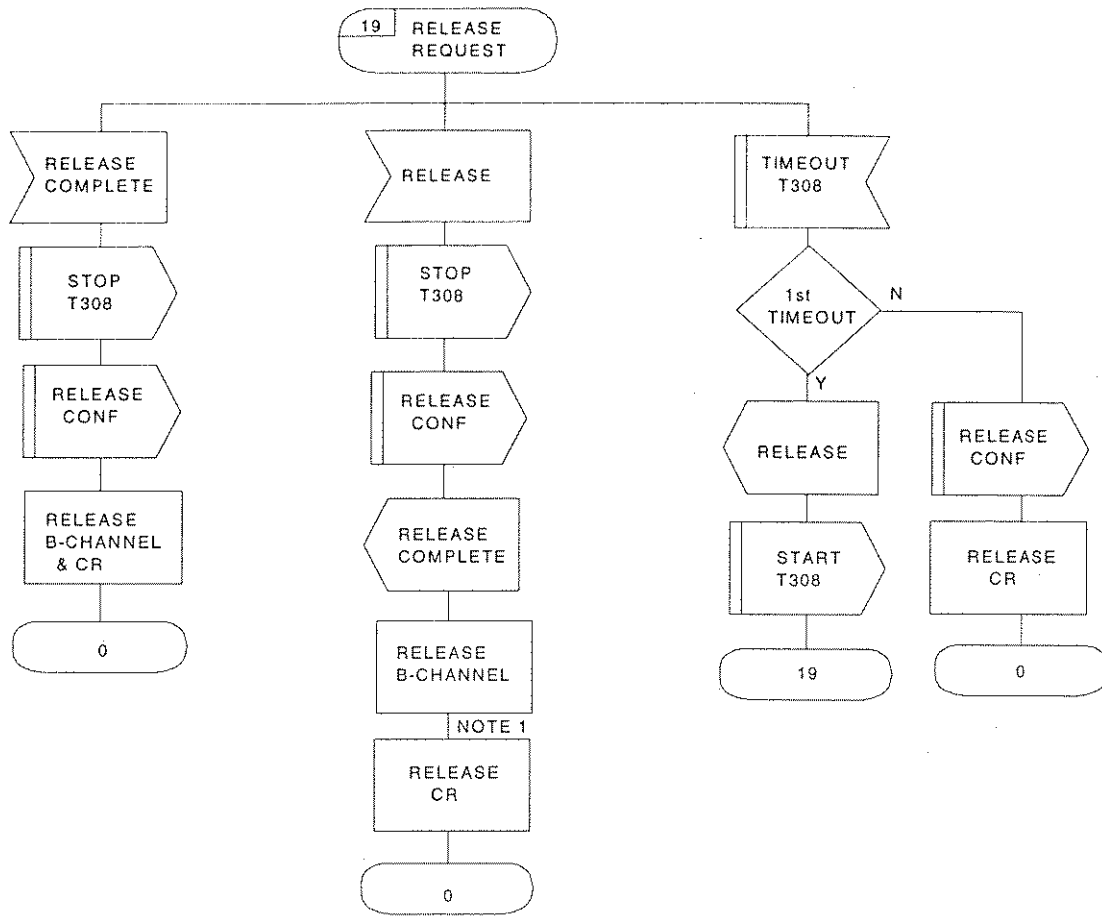 19
RELEASE
REQUEST
RELEASE
COMPLETE
STOP
T308
RELEASE
CONF
RELEASE
B-CHANNEL
& CR
0
RELEASE
STOP
T308
RELEASE
CONF
RELEASE
COMPLETE
RELEASE
B-CHANNEL
NOTE 1
RELEASE
CR
0
TIMEOUT
T308
1st
TIMEOUT
N
Y
RELEASE
START
T308
19
RELEASE
CONF
RELEASE
CR
0